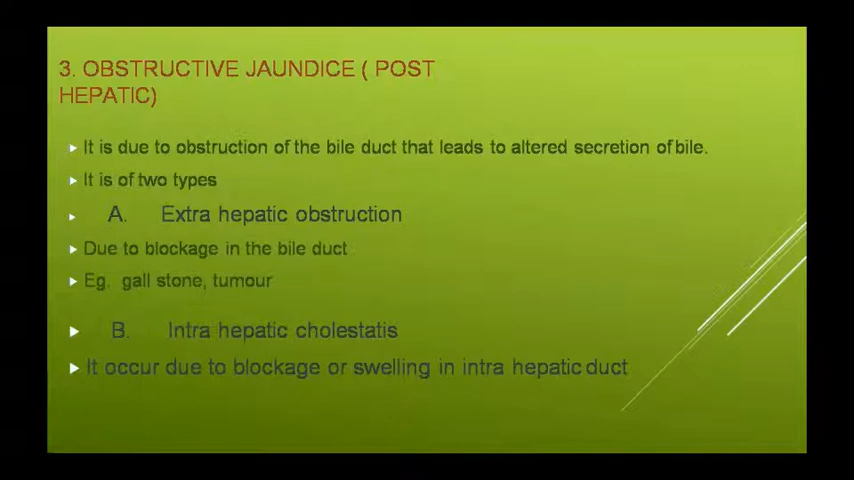 3. OBSTRUCTIVE JAUNDICE ( POST
HEPATIC)
It is due to obstruction of the bile duct that leads to altered secretion of bile.
It is of two types
A. Extra hepatic obstruction
Due to blockage in the bile duct
Eg. gall stone, tumour
B. Intra hepatic cholestatis
It occur due to blockage or swelling in intra hepatic duct